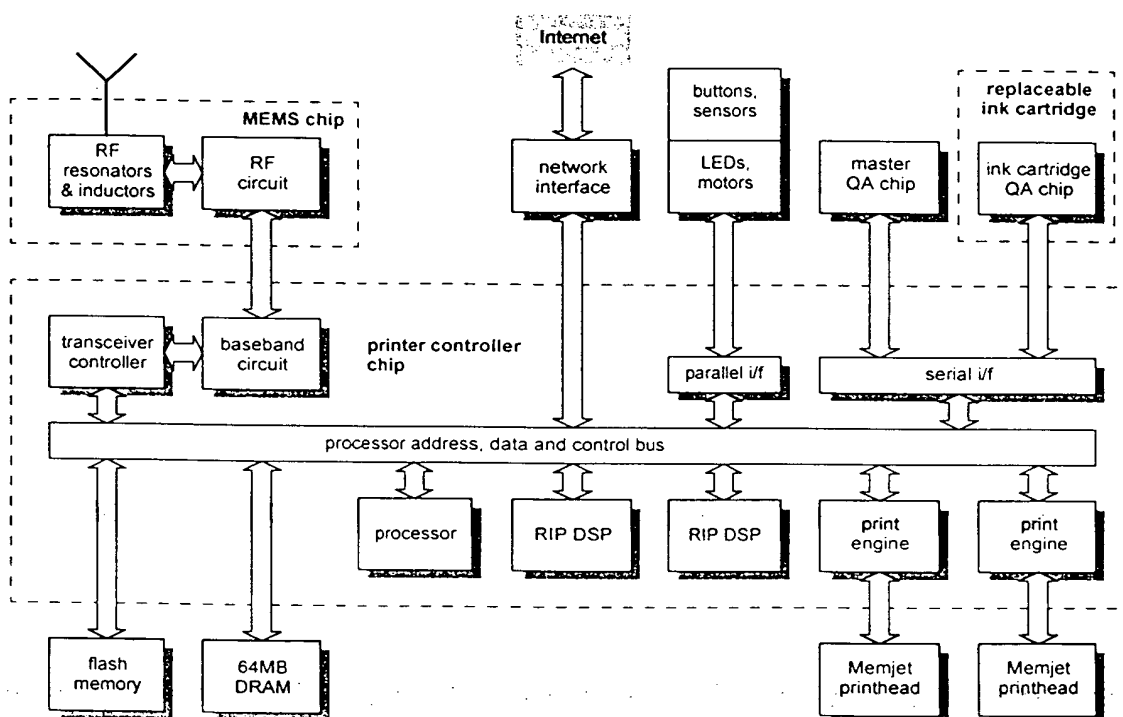 Internet
MEMS chip
RF
resonators
& inductors
RF
circuit
network
interface
buttons,
sensors
LEDs,
motors
master
QA chip
replaceable
ink cartridge
ink cartridge
QA chip
transceiver
controller
baseband
circuit
printer controller
chip
parallel i/f
serial i/f
processor address, data and control bus
processor
RIP DSP
RIP DSP
print
engine
print
engine
flash
memory
64MB
DRAM
Memjet
printhead
Memjet
printhead